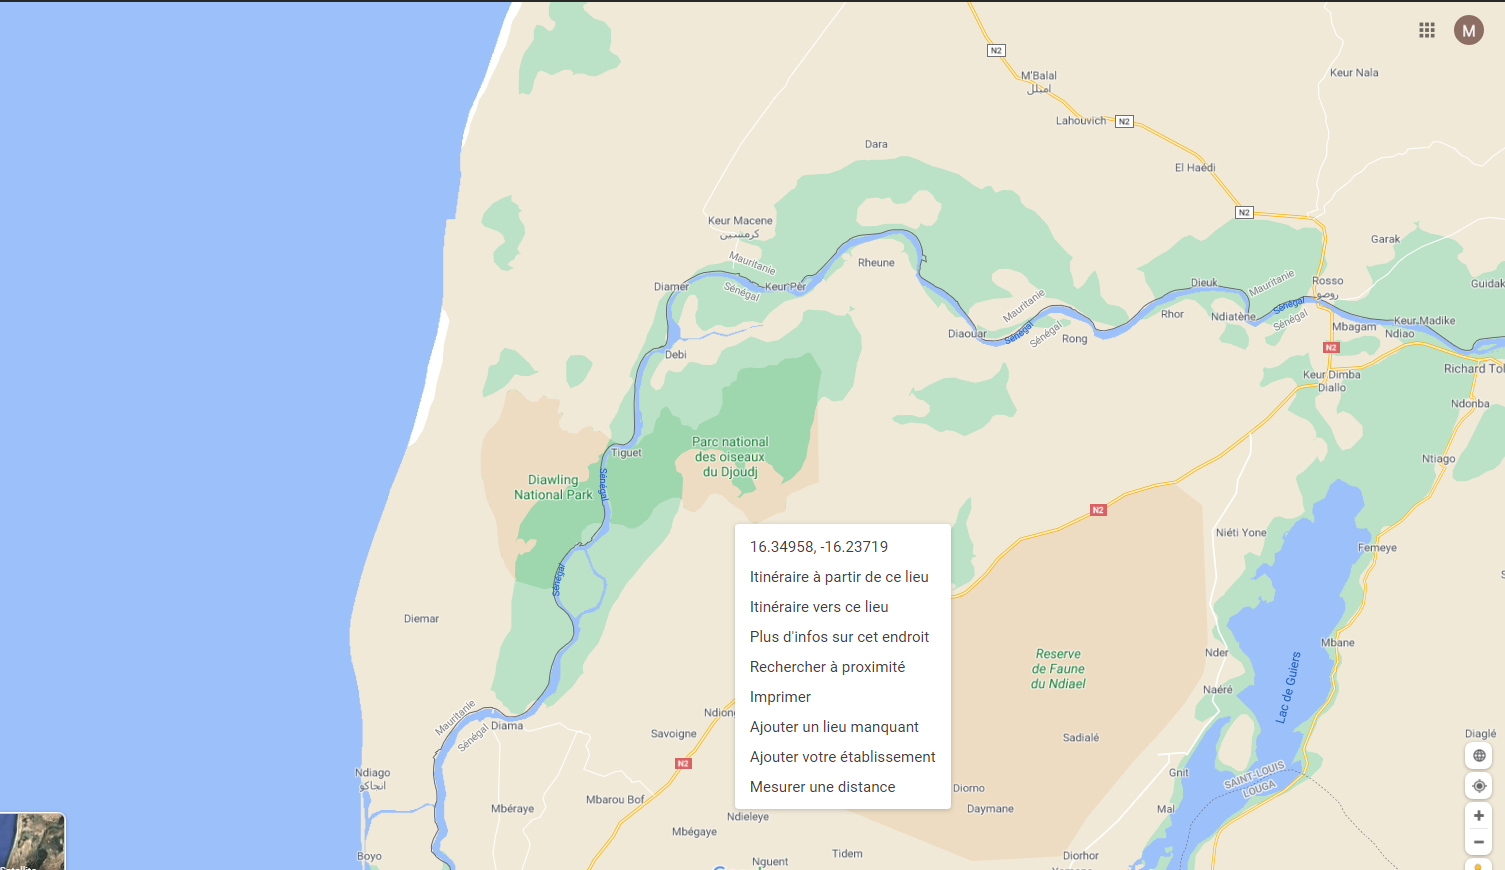 N2
M
M'Balal
امبلل
Keur Nala
Lahouvich
N2
Dara
El Haédi
N2
Keur Macene
كرمسين
Garak
Mauritanie
Rheune
Diamer
Sénégal
Keur Pèr
Dieuk
Mauritanie
Rosso
روصو
Guidak
Mauritanie
Sénégal
Rhor
Ndiatène
Sénégal
Mbagam
Keur Madike
Ndiao
Diaouar
Sénégal
Sénégal
Rong
N2
Debi
Keur Dimba
Diallo
Richard Tol
Ndonba
Parc national
des oiseaux
du Djoudj
Tiguet
Ntiago
Diawling
National Park
Sénégal
N2
Niéti Yone
Femeye
16.34958, -16.23719
Itinéraire à partir de ce lieu
Itinéraire vers ce lieu
Plus d'infos sur cet endroit
Rechercher à proximité
Imprimer
Ajouter un lieu manquant
Ajouter votre établissement
Mesurer une distance
Sénégal
Diemar
Mbane
Reserve
de Faune
du Ndiael
Nder
Lac de Guiers
Naéré
Mauritanie
Sénégal
Diama
Ndiong
Savoigne
Sadialé
Diaglé
N2
Ndiago
انجاكو
Gnit
SAINT-LOUIS
LOUGA
Mbarou Bof
Diorno
Mbéraye
Daymane
Mal
Ndieleye
Mbégaye
Boyo
Nguent
Tidem
Diorhor